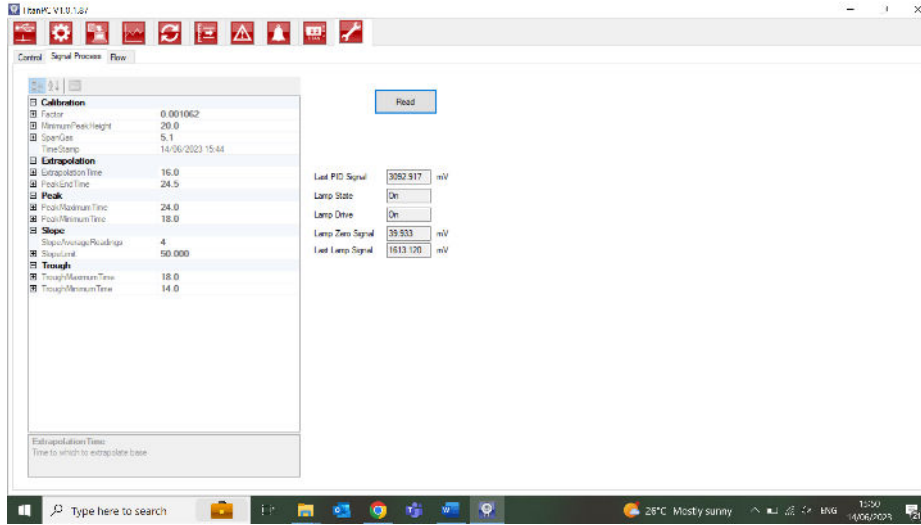 TitanPC V1.0.1.87
Control Signal Process Flow
Calibration
Factor 0.001062
MinimumPeakHeight 20.0
SpanGas 5.1
TimeStamp 14/06/2023 15:44
Extrapolation
ExtrapolationTime 16.0
PeakEndTime 24.5
Peak
PeakMaximumTime 24.0
PeakMinimumTime 18.0
Slope
SlopeAverageReadings 4
SlopeLimit 50.000
Trough
TroughMaximumTime 18.0
TroughMinimumTime 14.0
ExtrapolationTime
Time to which to extrapolate base
Read
Last PID Signal 3092.917 mV
Lamp State On
Lamp Drive On
Lamp Zero Signal 39.933 mV
Last Lamp Signal 1613.120 mV
Type here to search
26°C Mostly sunny
ENG
15:50
14/06/2023